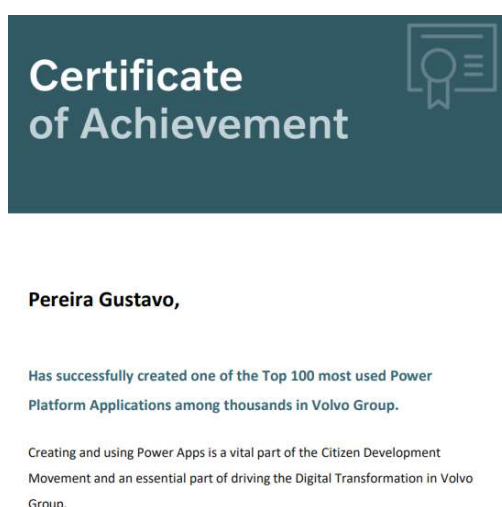 Certificate
of Achievement
Pereira Gustavo,
Has successfully created one of the Top 100 most used Power
Platform Applications among thousands in Volvo Group.
Creating and using Power Apps is a vital part of the Citizen Development
Movement and an essential part of driving the Digital Transformation in Volvo
Group.